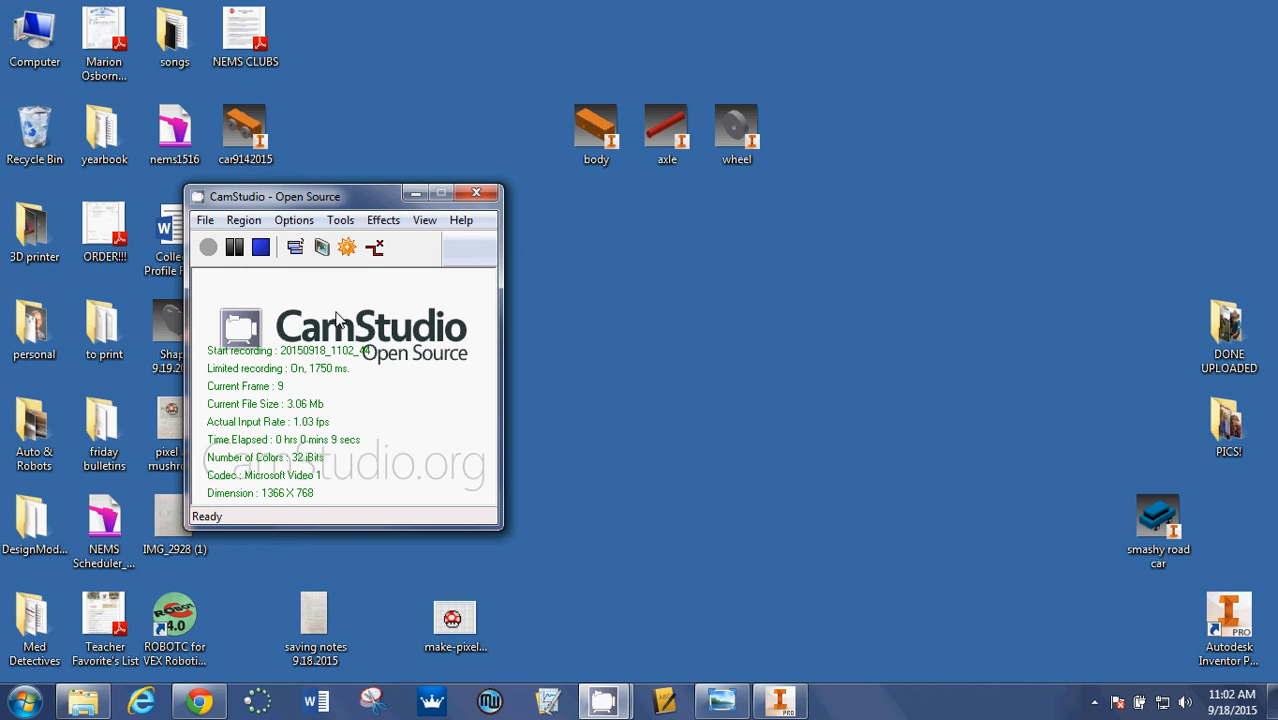 Computer
Marion
Osborn...
songs
NEMS CLUBS
Recycle Bin
yearbook
nems1516
car9142015
body
axle
wheel
CamStudio - Open Source
File Region Options Tools Effects View Help
3D printer
ORDER!!!
Colle
Profile F
CamStudio
Open Source
Start recording : 20150918_1102_44
Limited recording : On, 1750 ms.
Current Frame : 9
Current File Size : 3.06 Mb
Actual Input Rate : 1.03 fps
Time Elapsed : 0 hrs 0 mins 9 secs
Number of Colors : 32 Bits
Codec : Microsoft Video 1
Dimension : 1366 X 768
CamStudio.org
Ready
personal
to print
Shap
9.19.20
DONE
UPLOADED
Auto &
Robots
friday
bulletins
pixel a
mushro
PICS!
DesignMod...
NEMS
Scheduler_...
IMG_2928 (1)
smashy road
car
Med
Detectives
Teacher
Favorite's List
ROBOTC for
VEX Roboti...
4.0
saving notes
9.18.2015
make-pixel...
PRO
Autodesk
Inventor P...
PRO
11:02 AM
9/18/2015